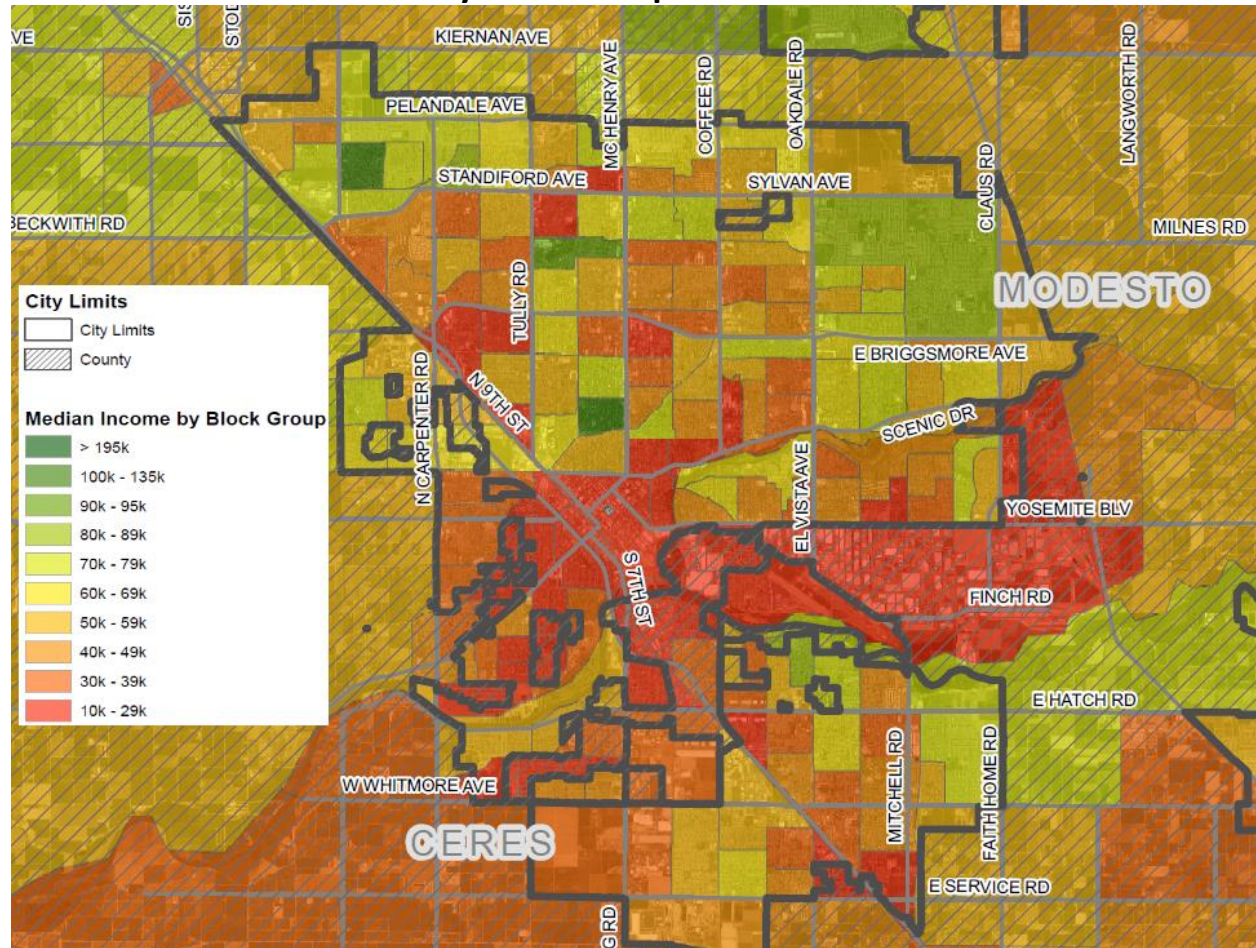 KIERNAN AVE
PELANDALE AVE
MC HENRY AVE
COFFEE RD
OAKDALE RD
LANGWORTH RD
STANDIFORD AVE
SYLVAN AVE
CLAUS RD
BECKWITH RD
MILNES RD
TULLY RD
MODESTO
City Limits
City Limits
County
Median Income by Block Group
> 195k
100k - 135k
90k - 95k
80k - 89k
70k - 79k
60k - 69k
50k - 59k
40k - 49k
30k - 39k
10k - 29k
E BRIGGSMORE AVE
N CARPENTER RD
N 9TH ST
SCENIC DR
EL VISTA AVE
YOSEMITE BLV
S 7TH ST
FINCH RD
E HATCH RD
MITCHELL RD
FAITH HOME RD
W WHITMORE AVE
CERES
E SERVICE RD
G RD